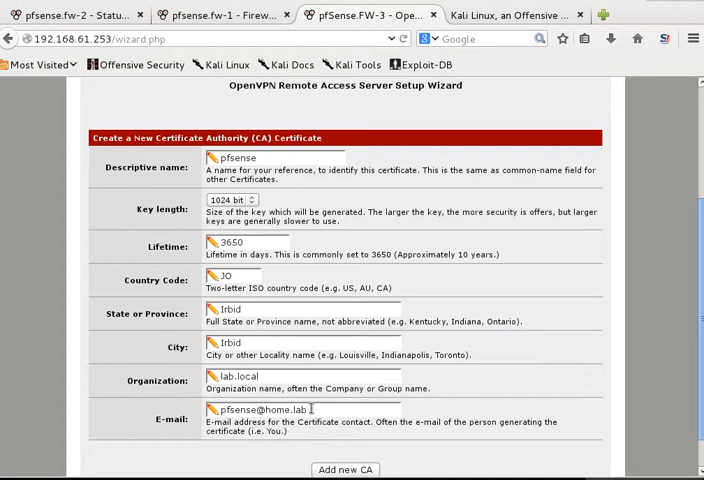 pfsense.fw-2 - Statu...
pfsense.fw-1 - Firew...
pfSense.FW-3 - Ope...
Kali Linux, an Offensive ...
192.168.61.253/wizard.php
Google
Most Visited
Offensive Security
Kali Linux
Kali Docs
Kali Tools
Exploit-DB
OpenVPN Remote Access Server Setup Wizard
Create a New Certificate Authority (CA) Certificate
Descriptive name:
pfsense
A name for your reference, to identify this certificate. This is the same as common-name field for
other Certificates.
Key length:
1024 bit
Size of the key which will be generated. The larger the key, the more security is offers, but larger
keys are generally slower to use.
Lifetime:
3650
Lifetime in days. This is commonly set to 3650 (Approximately 10 years.)
Country Code:
JO
Two-letter ISO country code (e.g. US, AU, CA)
State or Province:
Irbid
Full State or Province name, not abbreviated (e.g. Kentucky, Indiana, Ontario).
City:
Irbid
City or other Locality name (e.g. Louisville, Indianapolis, Toronto).
Organization:
lab.local
Organization name, often the Company or Group name.
E-mail:
pfsense@home.lab
E-mail address for the Certificate contact. Often the e-mail of the person generating the
certificate (i.e. You.)
Add new CA